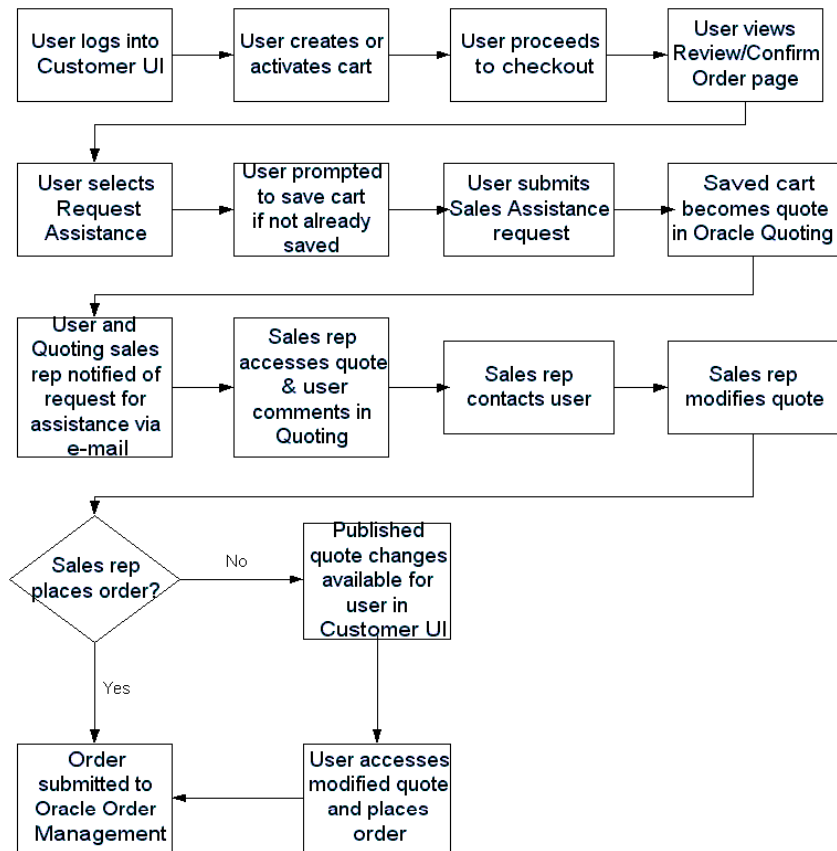 User logs into
Customer UI
User creates or
activates cart
User proceeds
to checkout
User views
Review/Confirm
Order page
User selects
Request
Assistance
User prompted
to save cart
if not already
saved
User submits
Sales Assistance
request
Saved cart
becomes quote
in Oracle Quoting
User and
Quoting sales
rep notified of
request for
assistance via
e-mail
Sales rep
accesses quote
& user
comments in
Quoting
Sales rep
contacts user
Sales rep
modifies quote
Sales rep
places order?
No
Published
quote changes
available for
user in
Customer UI
Yes
Order
submitted to
Oracle Order
Management
User accesses
modified quote
and places
order